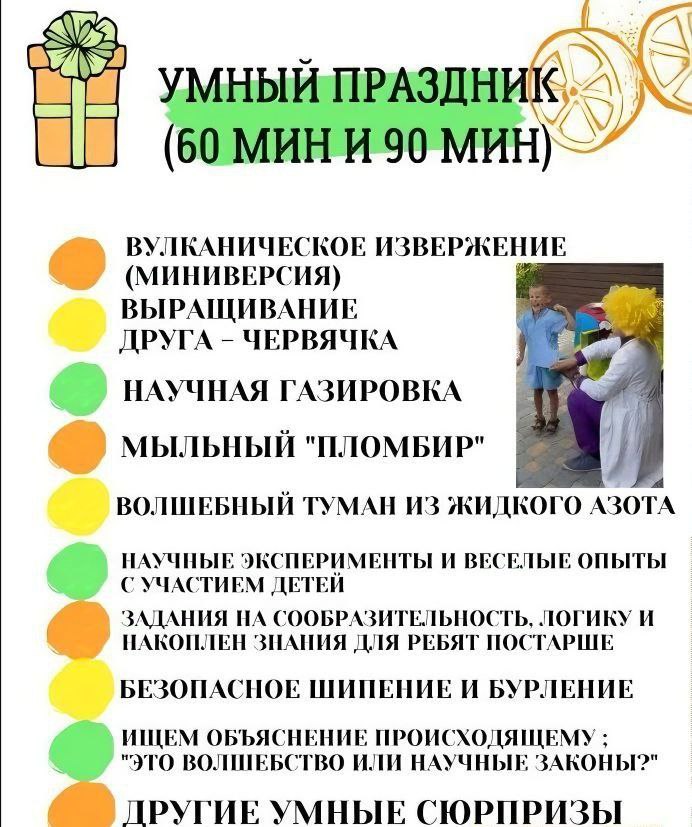 УМНЫЙ ПРАЗДНИК
(60 МИН И 90 МИН)
ВУЛКАНИЧЕСКОЕ ИЗВЕРЖЕНИЕ
(МИНИВЕРСИЯ)
ВЫРАЩИВАНИЕ
ДРУГА – ЧЕРВЯЧКА
НАУЧНАЯ ГАЗИРОВКА
МЫЛЬНЫЙ "ПЛОМБИР"
ВОЛШЕБНЫЙ ТУМАН ИЗ ЖИДКОГО АЗОТА
НАУЧНЫЕ ЭКСПЕРИМЕНТЫ И ВЕСЕЛЫЕ ОПЫТЫ
С УЧАСТИЕМ ДЕТЕЙ
ЗАДАНИЯ НА СООБРАЗИТЕЛЬНОСТЬ, ЛОГИКУ И
НАКОПЛЕН ЗНАНИЯ ДЛЯ РЕБЯТ ПОСТАРШЕ
БЕЗОПАСНОЕ ШИПЕНИЕ И БУРЛЕНИЕ
ИЩЕМ ОБЪЯСНЕНИЕ ПРОИСХОДЯЩЕМУ ;
"ЭТО ВОЛШЕБСТВО ИЛИ НАУЧНЫЕ ЗАКОНЫ?"
ДРУГИЕ УМНЫЕ СЮРПРИЗЫ